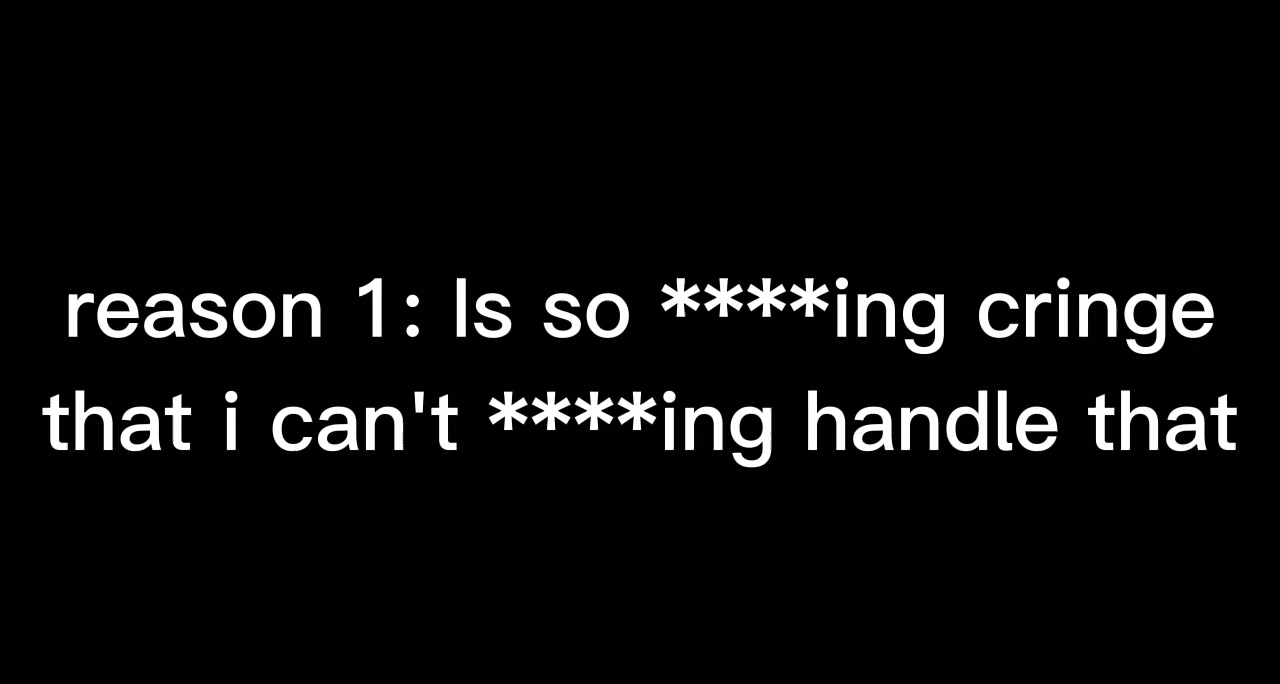 reason 1: Is so ****ing cringe
that i can't ****ing handle that